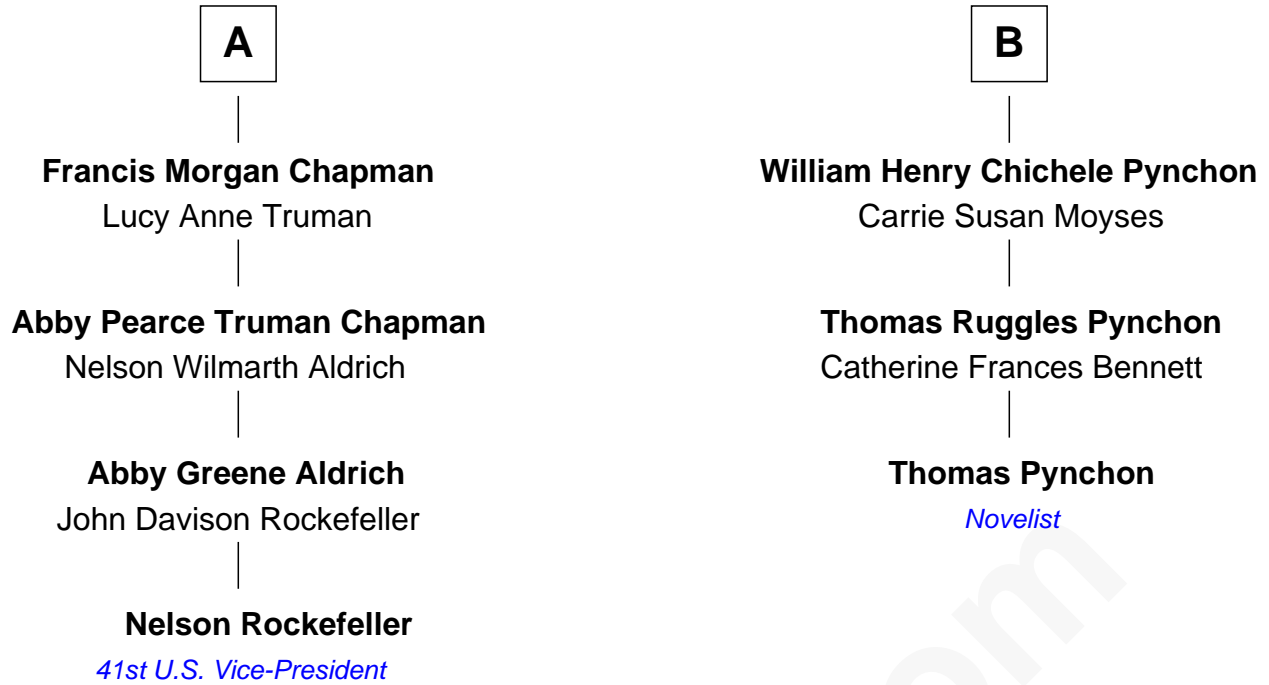 A
Francis Morgan Chapman
Lucy Anne Truman
Abby Pearce Truman Chapman
Nelson Wilmarth Aldrich
Abby Greene Aldrich
John Davison Rockefeller
Nelson Rockefeller
41st U.S. Vice-President
B
William Henry Chichele Pynchon
Carrie Susan Moyses
Thomas Ruggles Pynchon
Catherine Frances Bennett
Thomas Pynchon
Novelist
om